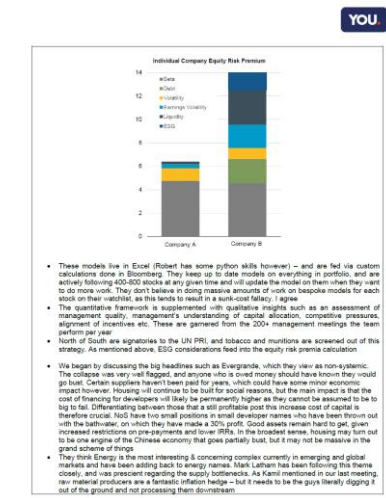 YOU.
Individual Company Equity Risk Premium
14
12
10
8
6
4
2
0
Beta
Debt
Volatility
Earnings Volatility
Liquidity
ESG
Company A
Company B
• These models live in Excel (Robert has some python skills however) – and are fed via custom
calculations done in Bloomberg. They keep up to date models on everything in portfolio, and are
actively following 400-800 stocks at any given time and will update the model on them when they want
to do more work. They don't believe in doing massive amounts of work on bespoke models for each
stock on their watchlist, as this tends to result in a sunk-cost fallacy. I agree
• The quantitative framework is supplemented with qualitative insights such as an assessment of
management quality, management's understanding of capital allocation, competitive pressures,
alignment of incentives etc. These are garnered from the 200+ management meetings the team
perform per year
• North of South are signatories to the UN PRI, and tobacco and munitions are screened out of this
strategy. As mentioned above, ESG considerations feed into the equity risk premia calculation
• We began by discussing the big headlines such as Evergrande, which they view as non-systemic.
The collapse was very well flagged, and anyone who is owed money should have known they would
go bust. Certain suppliers haven't been paid for years, which could have some minor economic
impact however. Housing will continue to be built for social reasons, but the main impact is that the
cost of financing for developers will likely be permanently higher as they cannot be assumed to be to
big to fail. Differentiating between those that a still profitable post this increase cost of capital is
therefore crucial. NoS have two small positions in small developer names who have been thrown out
with the bathwater, on which they have made a 30% profit. Good assets remain hard to get, given
increased restrictions on pre-payments and lower IRRs. In the broadest sense, housing may turn out
to be one engine of the Chinese economy that goes partially bust, but it may not be massive in the
grand scheme of things
• They think Energy is the most interesting & concerning complex currently in emerging and global
markets and have been adding back to energy names. Mark Latham has been following this theme
closely, and was prescient regarding the supply bottlenecks. As Kamil mentioned in our last meeting,
raw material producers are a fantastic inflation hedge – but it needs to be the guys literally digging it
out of the ground and not processing them downstream